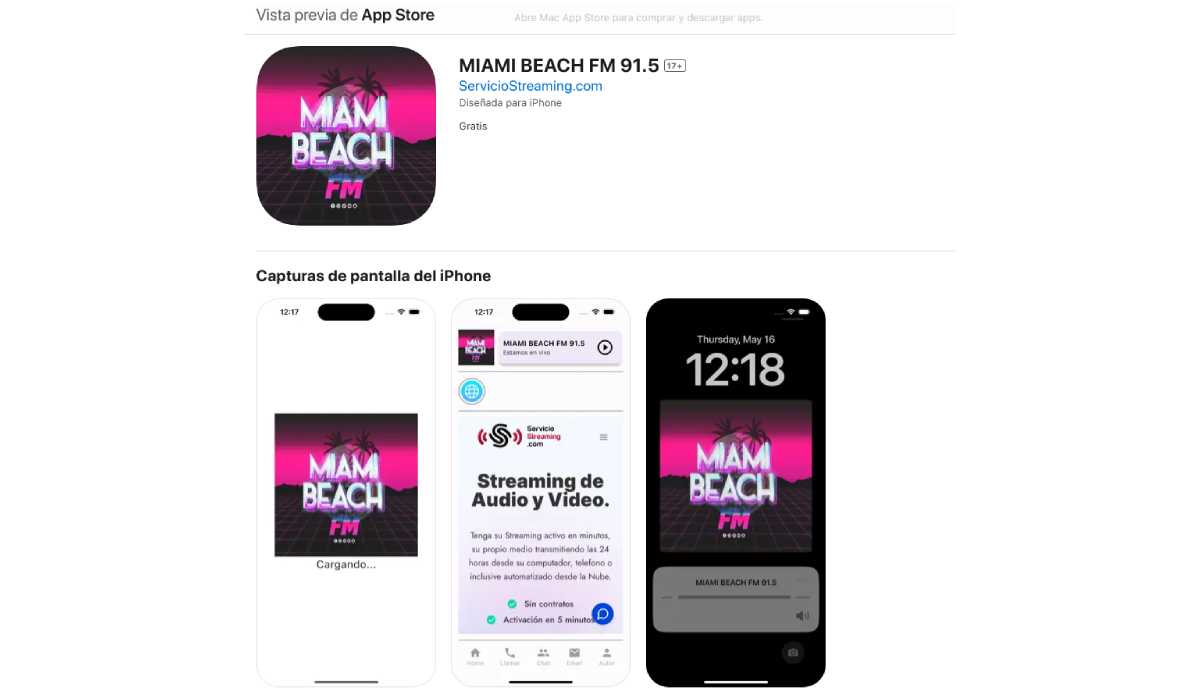 Vista previa de App Store
Abre Mac App Store para comprar y descargar apps.
MIAMI BEACH FM
MIAMI BEACH FM 91.5 17+
ServicioStreaming.com
Diseñada para iPhone
Gratis
Capturas de pantalla del iPhone
12:17
MIAMI BEACH FM
Cargando...
12:17
MIAMI BEACH FM
MIAMI BEACH FM 91.5
Estamos en vivo
Servicio
Streaming
.com
Streaming de
Audio y Video.
Tenga su Streaming activo en minutos,
su propio medio transmitiendo las 24
horas desde su computador, telefono o
inclusive automatizado desde la Nube.
Sin contratos
Activación en 5 minutos
Home Llamar Chat Email Autor
Thursday, May 16
12:18
MIAMI BEACH FM
MIAMI BEACH FM 91.5